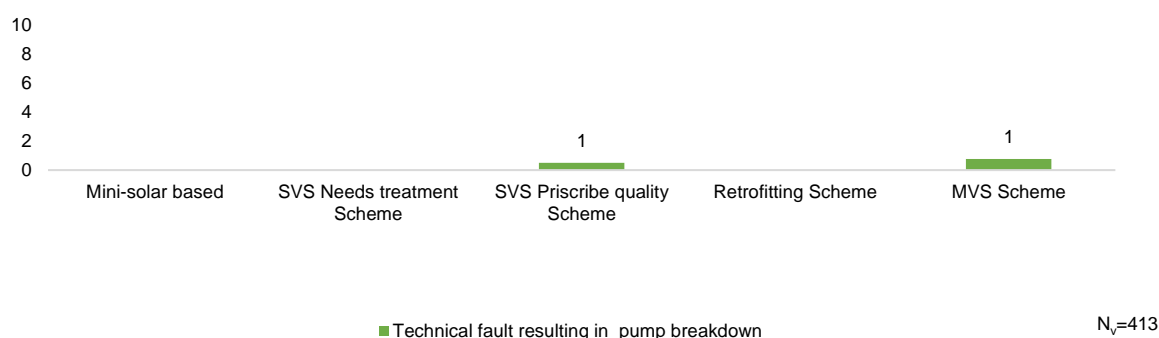 10
8
6
4
2
0
1
1
Mini-solar based
SVS Needs treatment
Scheme
SVS Priscribe quality
Scheme
Retrofitting Scheme
MVS Scheme
Technical fault resulting in pump breakdown
Nv=413